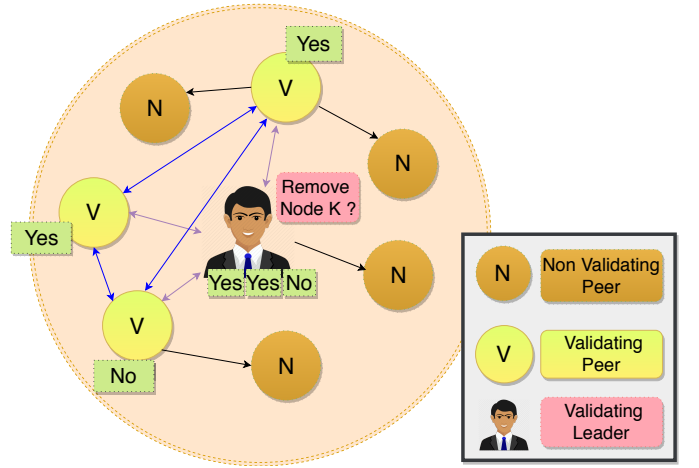 Yes
V
N
N
Remove
Node K ?
V
Yes
N
Yes Yes No
V
No
N
N
Non Validating
Peer
V
Validating
Peer
Validating
Leader